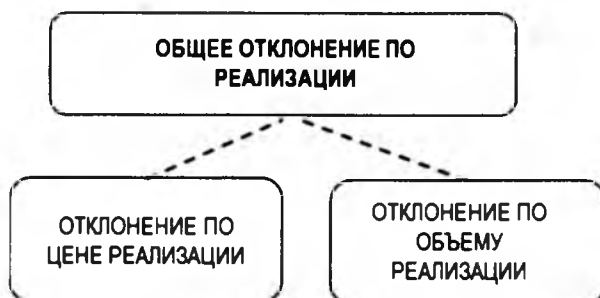 ОБЩЕЕ ОТКЛОНЕНИЕ ПО
РЕАЛИЗАЦИИ
ОТКЛОНЕНИЕ ПО
ЦЕНЕ РЕАЛИЗАЦИИ
ОТКЛОНЕНИЕ ПО
ОБЪЕМУ
РЕАЛИЗАЦИИ